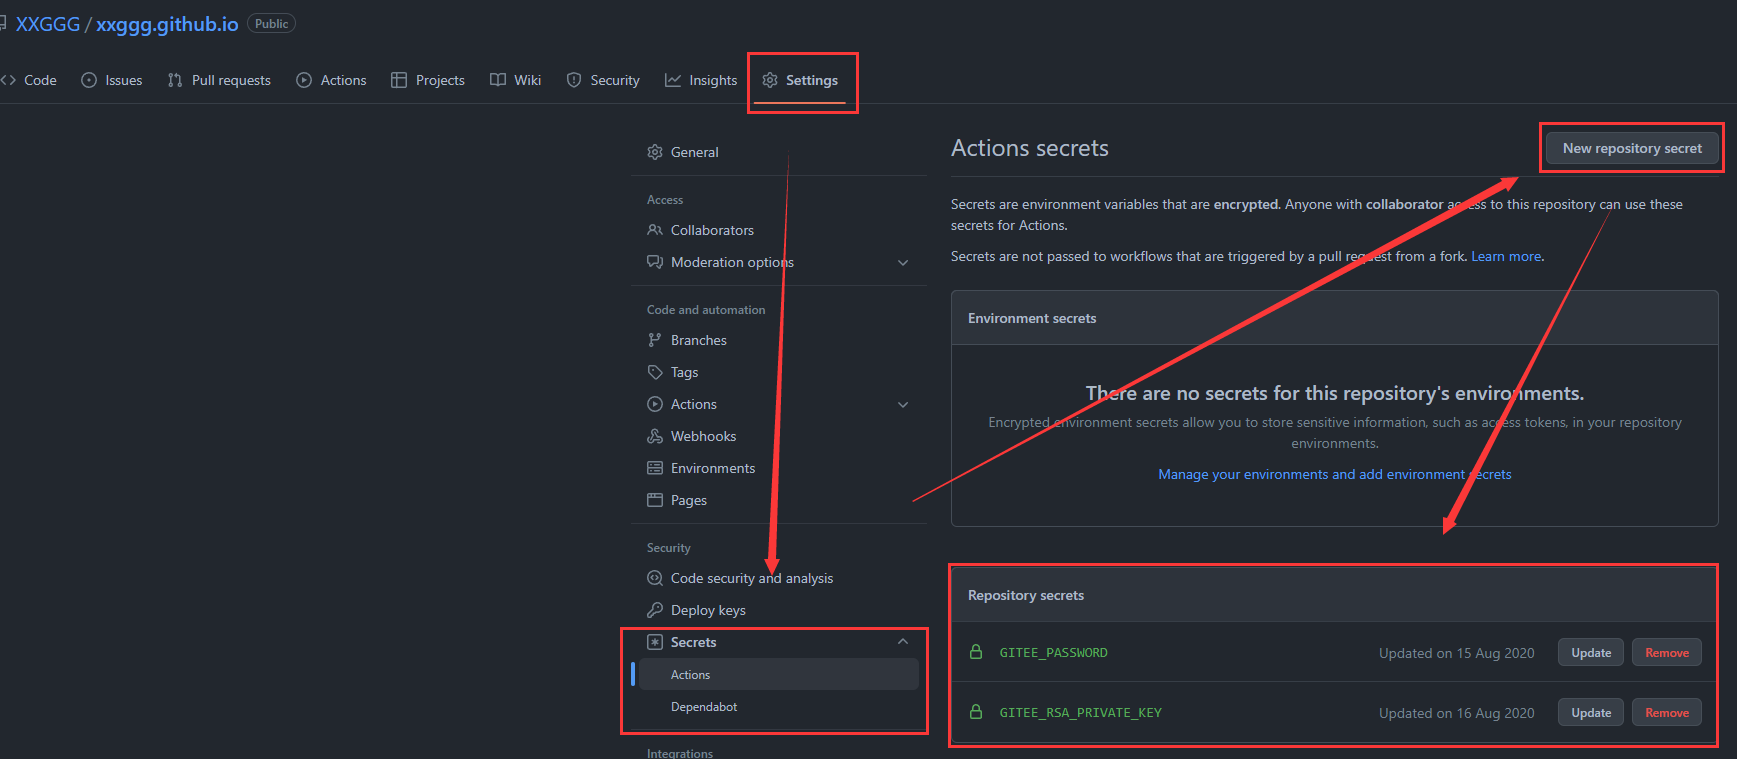 XXGGG / xxggg.github.io Public
Code Issues Pull requests Actions Projects Wiki Security Insights Settings
General
Access
Collaborators
Moderation options
Code and automation
Branches
Tags
Actions
Webhooks
Environments
Pages
Security
Code security and analysis
Deploy keys
Secrets
Actions
Dependabot
Integrations
Actions secrets
New repository secret
Secrets are environment variables that are encrypted. Anyone with collaborator access to this repository can use these
secrets for Actions.
Secrets are not passed to workflows that are triggered by a pull request from a fork. Learn more.
Environment secrets
There are no secrets for this repository's environments.
Encrypted environment secrets allow you to store sensitive information, such as access tokens, in your repository
environments.
Manage your environments and add environment secrets
Repository secrets
GITEE_PASSWORD Updated on 15 Aug 2020 Update Remove
GITEE_RSA_PRIVATE_KEY Updated on 16 Aug 2020 Update Remove